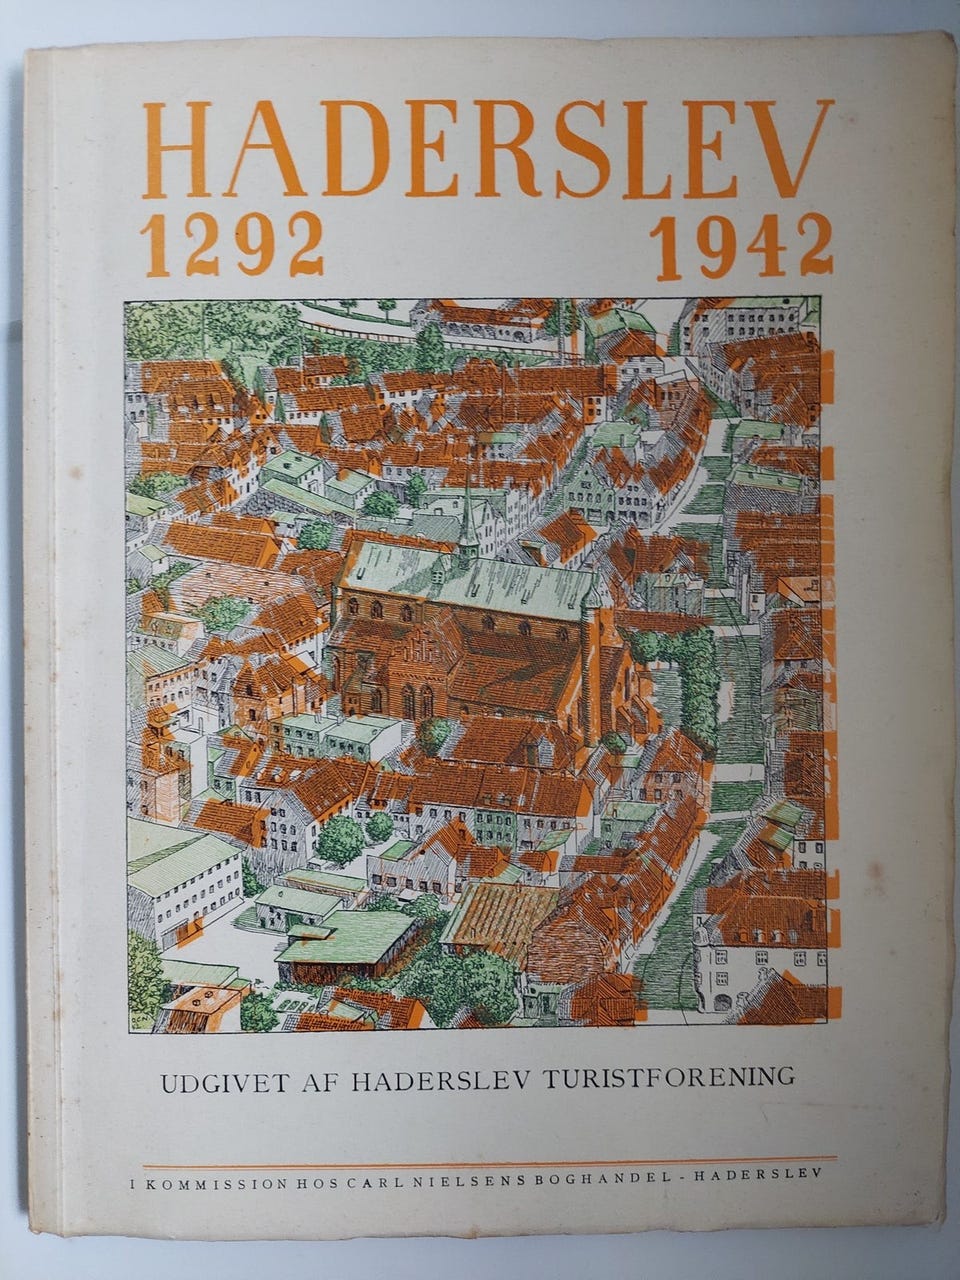 HADERSLEV
1292 1942
UDGIVET AF HADERSLEV TURISTFORENING
I KOMMISSION HOS CARL NIELSENS BOGHANDEL - HADERSLEV